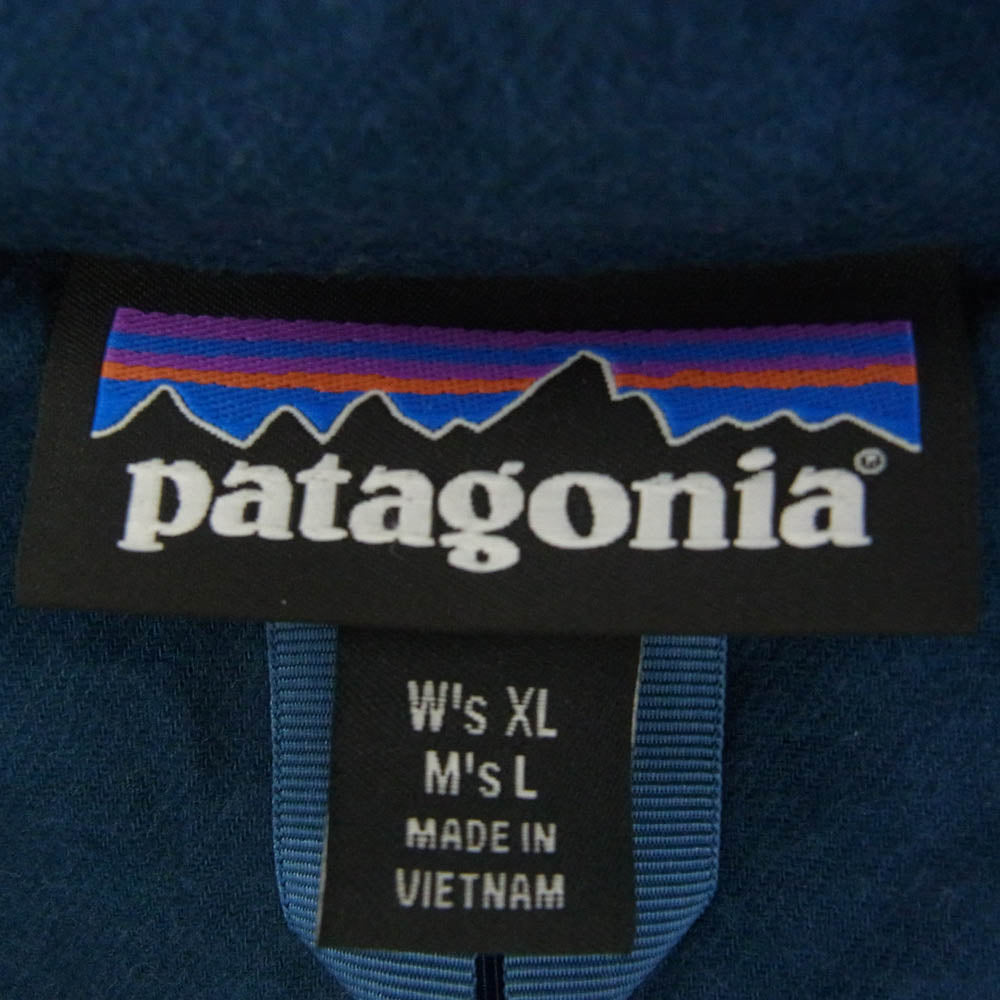 patagonia®
W's XL
M's L
MADE IN
VIETNAM